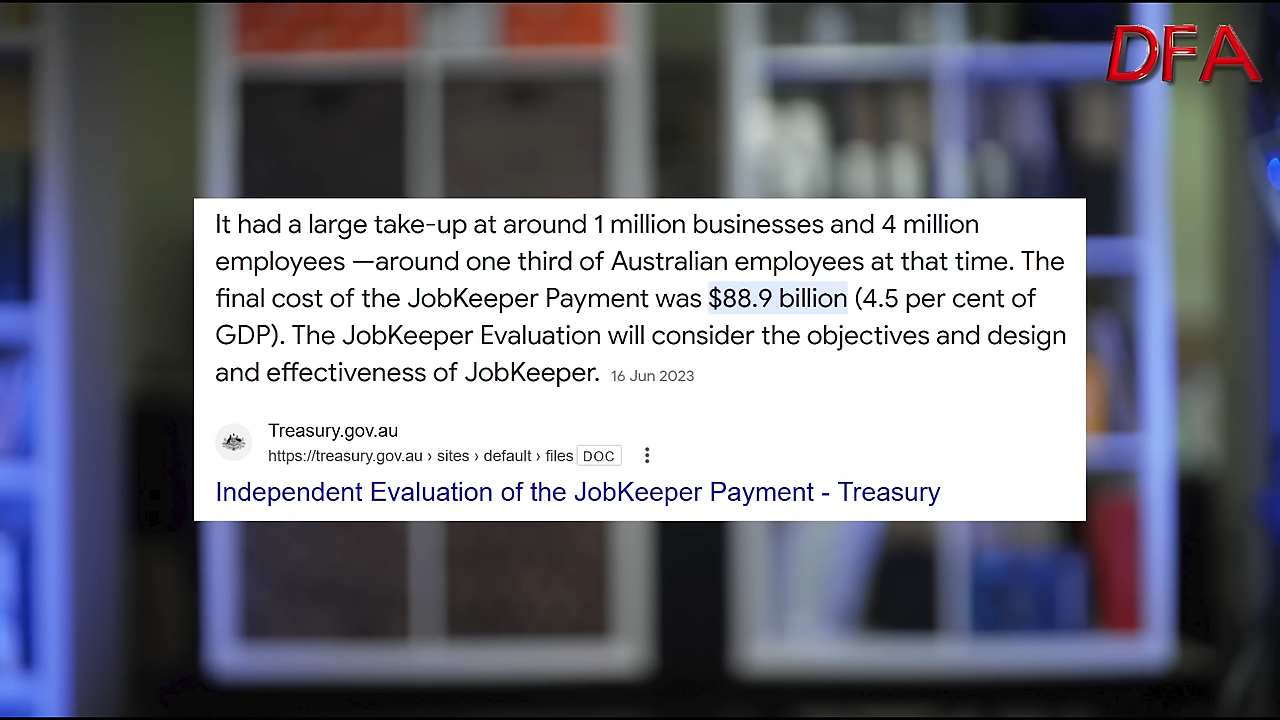 DFA
It had a large take-up at around 1 million businesses and 4 million
employees —around one third of Australian employees at that time. The
final cost of the JobKeeper Payment was $88.9 billion (4.5 per cent of
GDP). The JobKeeper Evaluation will consider the objectives and design
and effectiveness of JobKeeper. 16 Jun 2023
Treasury.gov.au
https://treasury.gov.au › sites › default › files DOC
Independent Evaluation of the JobKeeper Payment - Treasury